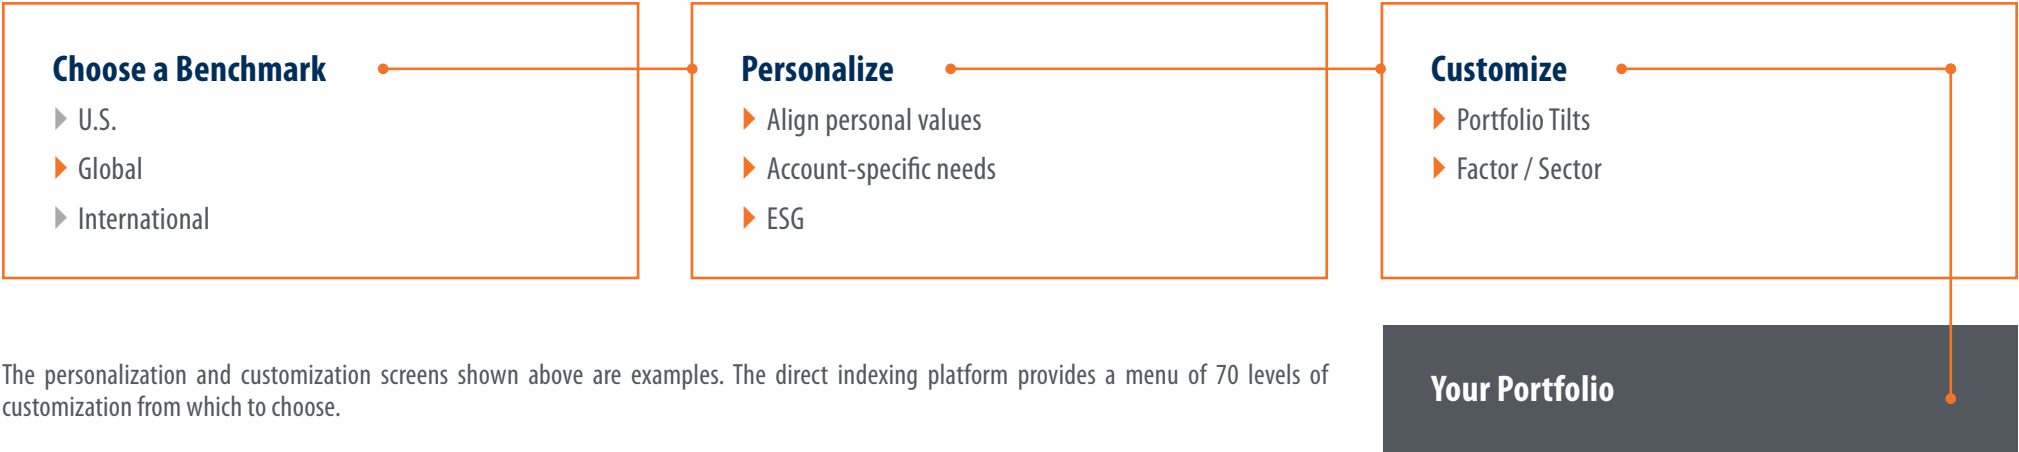 Choose a Benchmark
U.S.
Global
International
Personalize
Align personal values
Account-specific needs
ESG
Customize
Portfolio Tilts
Factor / Sector
The personalization and customization screens shown above are examples. The direct indexing platform provides a menu of 70 levels of
customization from which to choose.
Your Portfolio